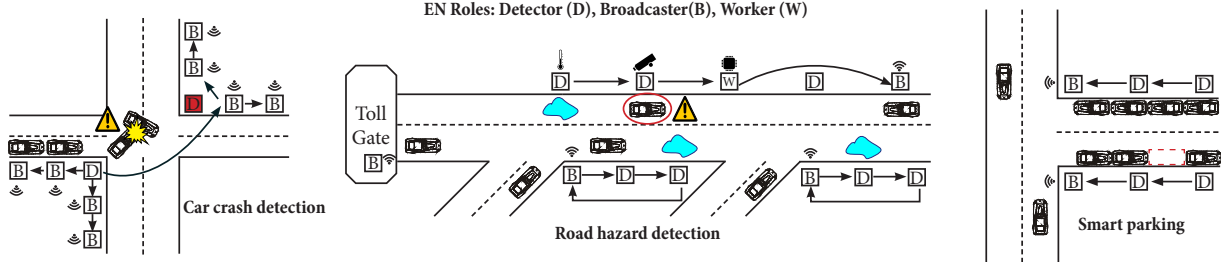 EN Roles: Detector (D), Broadcaster(B), Worker (W)
B
B
D
B
B
B
B
D
B
B
Car crash detection
Toll
Gate
B
D
D
W
D
B
B
D
D
B
D
D
Road hazard detection
B
D
D
B
D
D
Smart parking